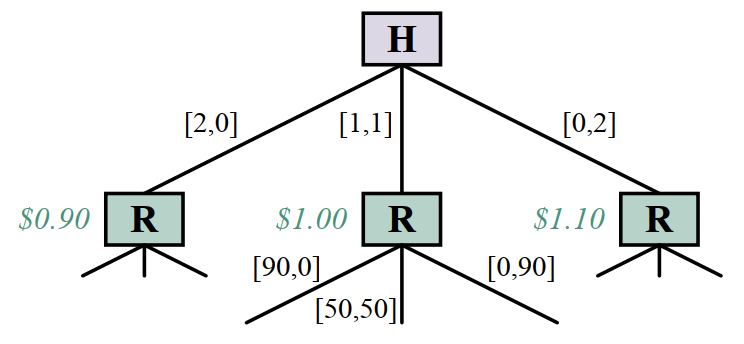 H
[2,0] [1,1] [0,2]
$0.90 R $1.00 R $1.10 R
[90,0] [0,90]
[50,50]